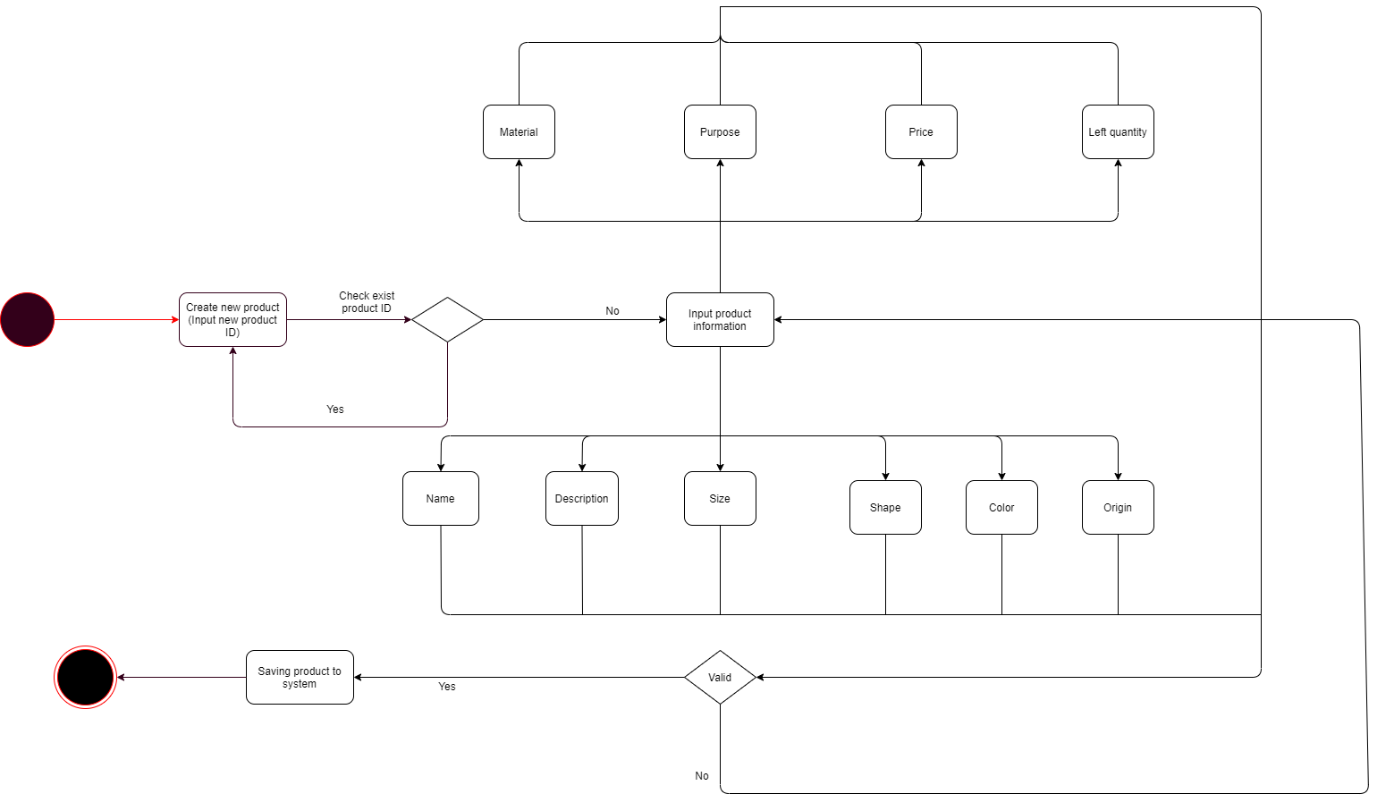 Material
Purpose
Price
Left quantity
Create new product
(Input new product
ID)
Check exist
product ID
No
Input product
information
Yes
Name
Description
Size
Shape
Color
Origin
Saving product to
system
Yes
Valid
No